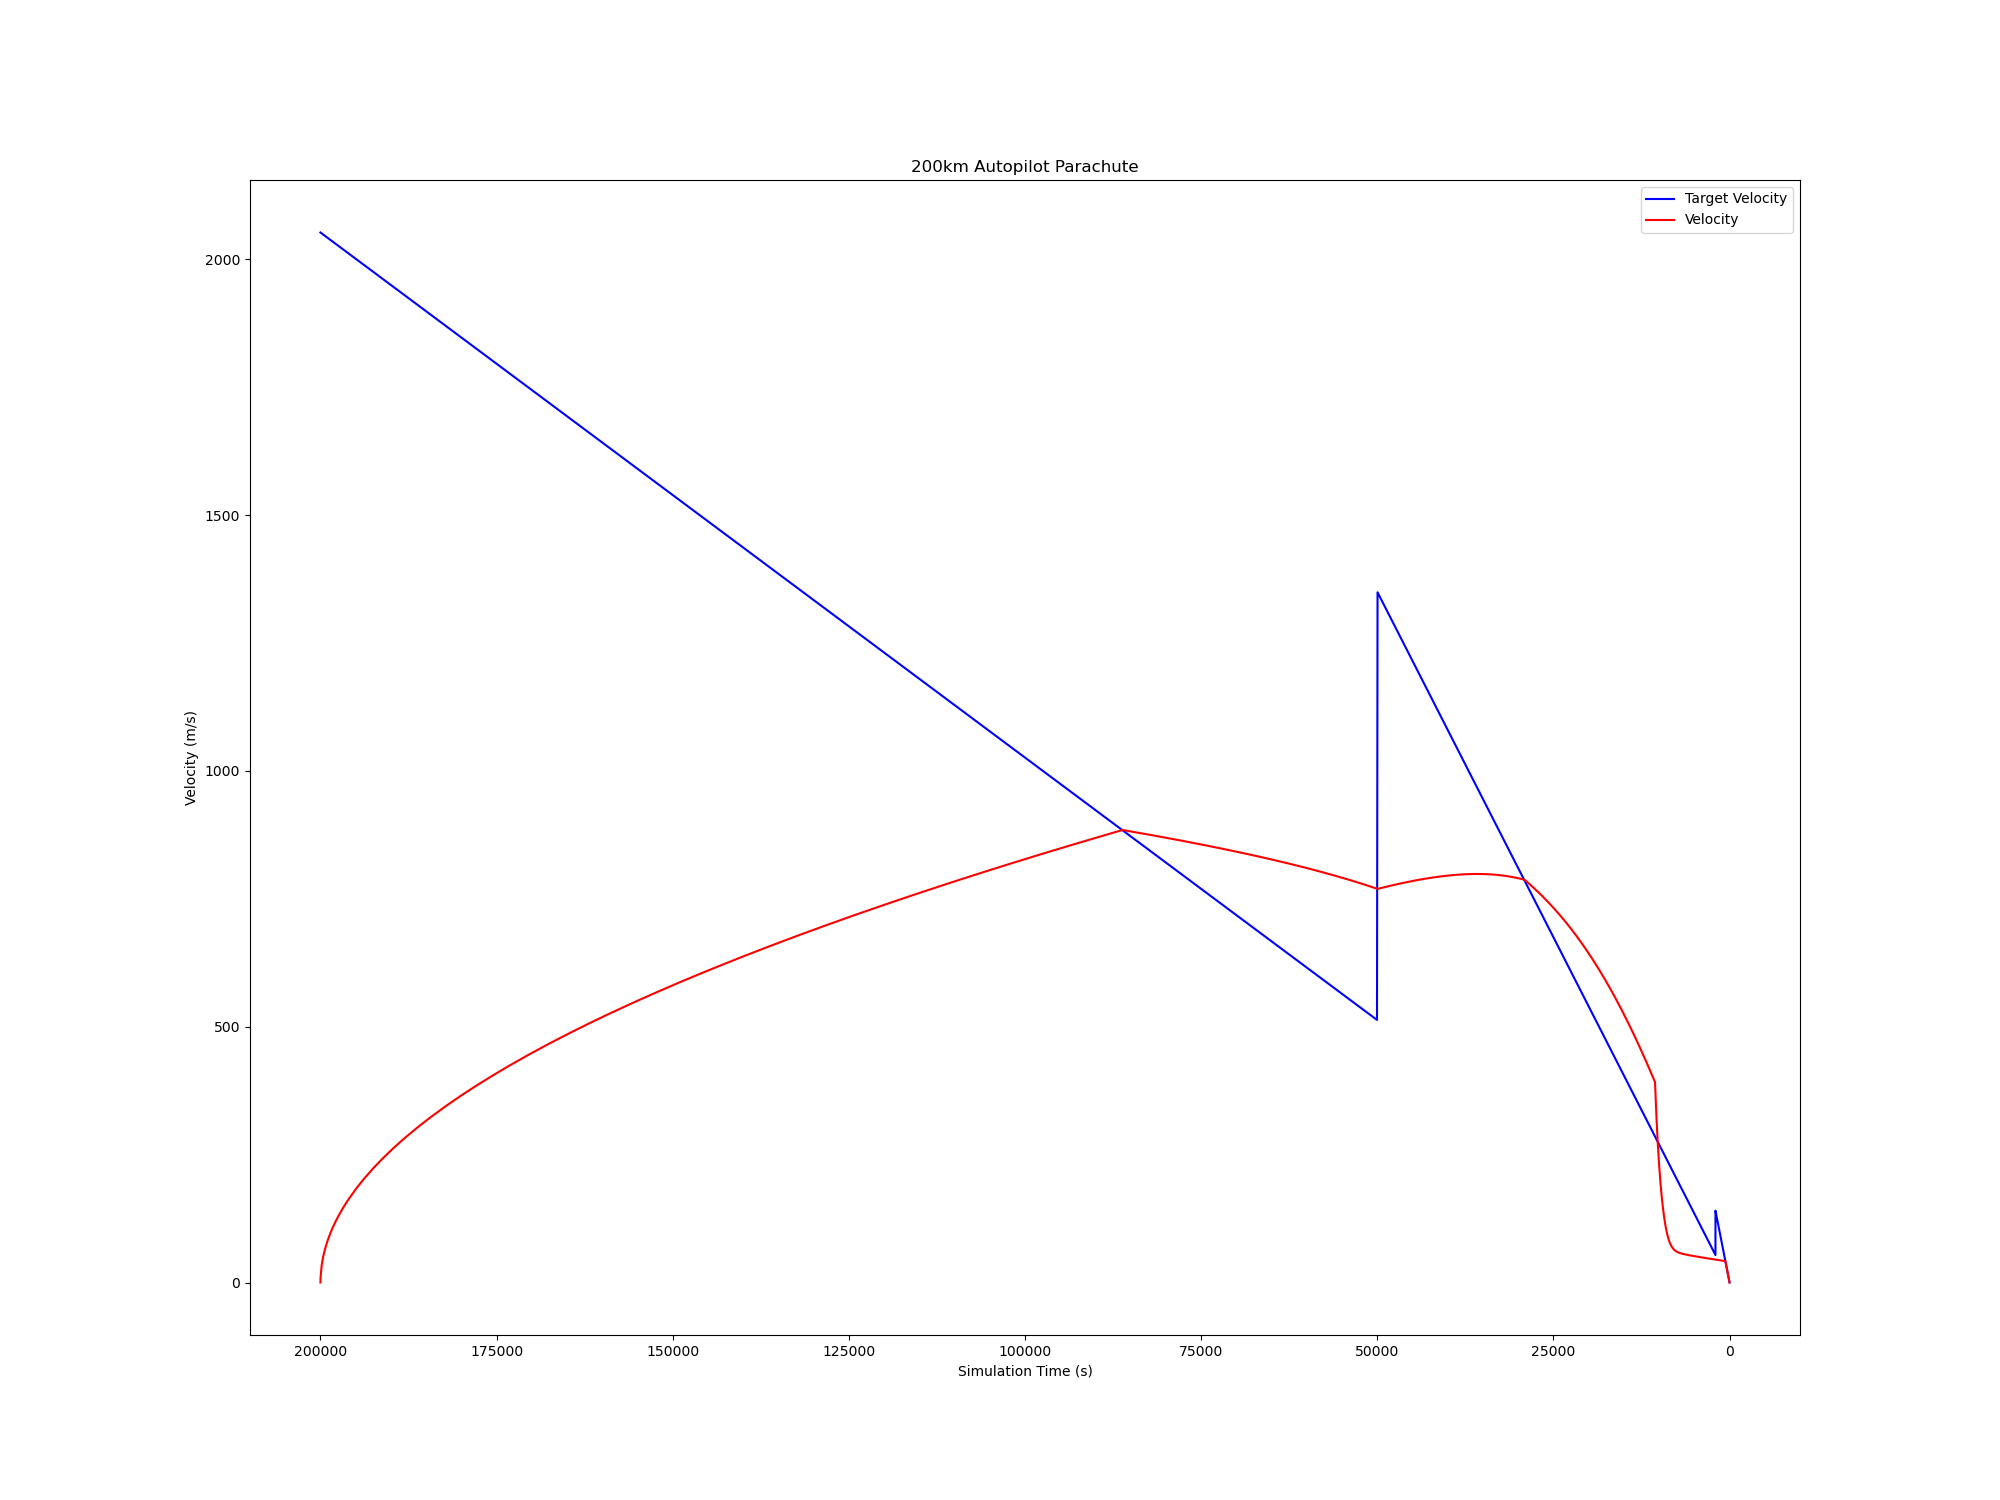 200km Autopilot Parachute
Target Velocity
Velocity
Velocity (m/s)
2000
1500
1000
500
0
200000 175000 150000 125000 100000 75000 50000 25000 0
Simulation Time (s)